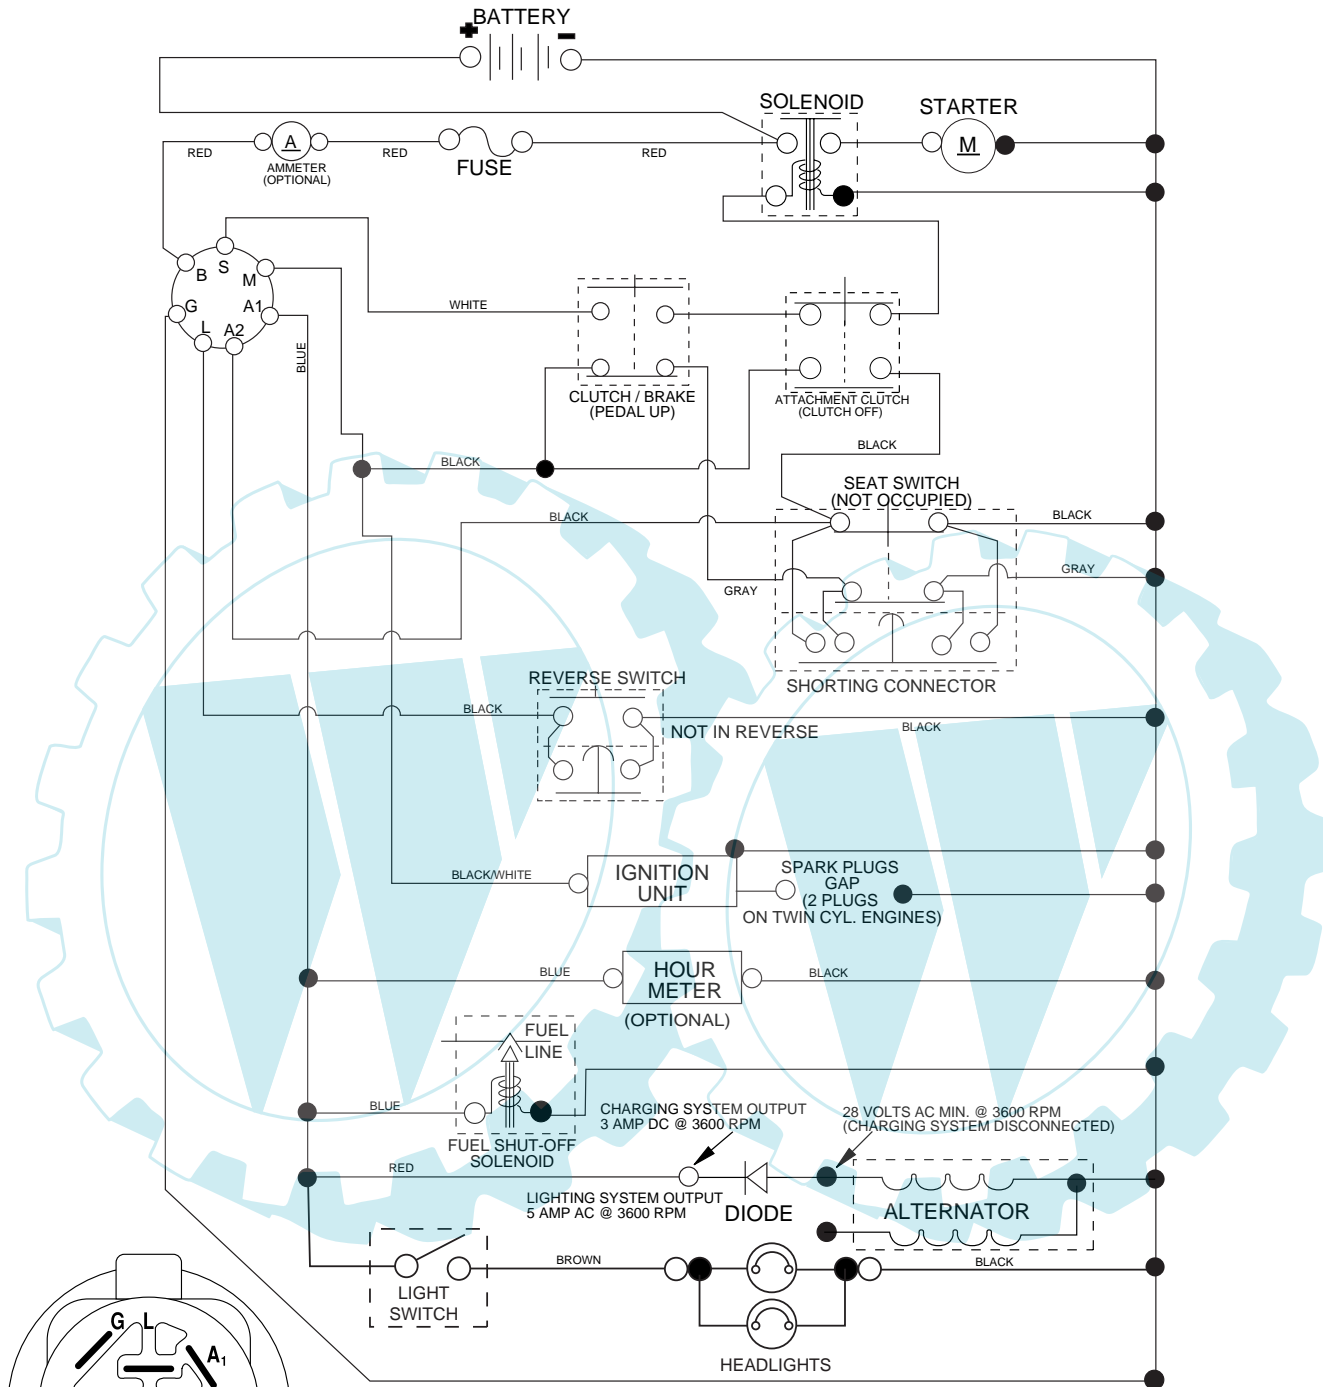 BATTERY
SOLENOID
STARTER
M
RED
A
RED
RED
FUSE
AMMETER
(OPTIONAL)
B
S
M
G
A1
L
A2
WHITE
BLUE
CLUTCH / BRAKE
(PEDAL UP)
ATTACHMENT CLUTCH
(CLUTCH OFF)
BLACK
BLACK
SEAT SWITCH
(NOT OCCUPIED)
BLACK
BLACK
GRAY
GRAY
SHORTING CONNECTOR
REVERSE SWITCH
BLACK
NOT IN REVERSE
BLACK
BLACK/WHITE
IGNITION
UNIT
SPARK PLUGS
GAP
(2 PLUGS
ON TWIN CYL. ENGINES)
BLUE
HOUR
METER
BLACK
(OPTIONAL)
FUEL
LINE
BLUE
FUEL SHUT-OFF
SOLENOID
CHARGING SYSTEM OUTPUT
3 AMP DC @ 3600 RPM
28 VOLTS AC MIN. @ 3600 RPM
(CHARGING SYSTEM DISCONNECTED)
RED
LIGHTING SYSTEM OUTPUT
5 AMP AC @ 3600 RPM
DIODE
ALTERNATOR
LIGHT
SWITCH
BROWN
BLACK
HEADLIGHTS
G L
A1